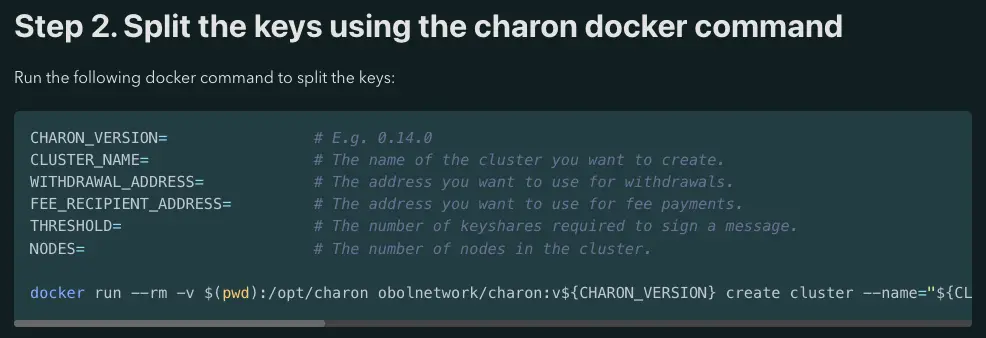 Step 2. Split the keys using the charon docker command
Run the following docker command to split the keys:
CHARON_VERSION= # E.g. 0.14.0
CLUSTER_NAME= # The name of the cluster you want to create.
WITHDRAWAL_ADDRESS= # The address you want to use for withdrawals.
FEE_RECIPIENT_ADDRESS= # The address you want to use for fee payments.
THRESHOLD= # The number of keyshares required to sign a message.
NODES= # The number of nodes in the cluster.
docker run --rm -v $(pwd):/opt/charon obolnetwork/charon:v${CHARON_VERSION} create cluster --name="${CL